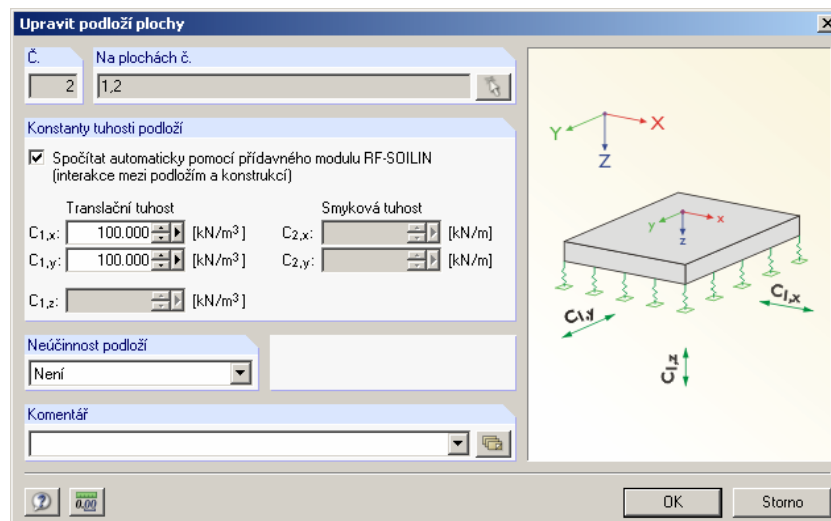 Upravit podloží plochy
Č.
Na plochách č.
2
1,2
Konstanty tuhosti podloží
Spočítat automaticky pomocí přídavného modulu RF-SOILIN
(interakce mezi podložím a konstrukcí)
Translační tuhost
Smyková tuhost
C1,x: 100.000 [kN/m³] C2,x: [kN/m]
C1,y: 100.000 [kN/m³] C2,y: [kN/m]
C1,z: [kN/m³]
Neúčinnost podloží
Není
Komentář
Y X
Z
y x
z
C1,x
C1,y
C1,z
0.00
OK
Storno